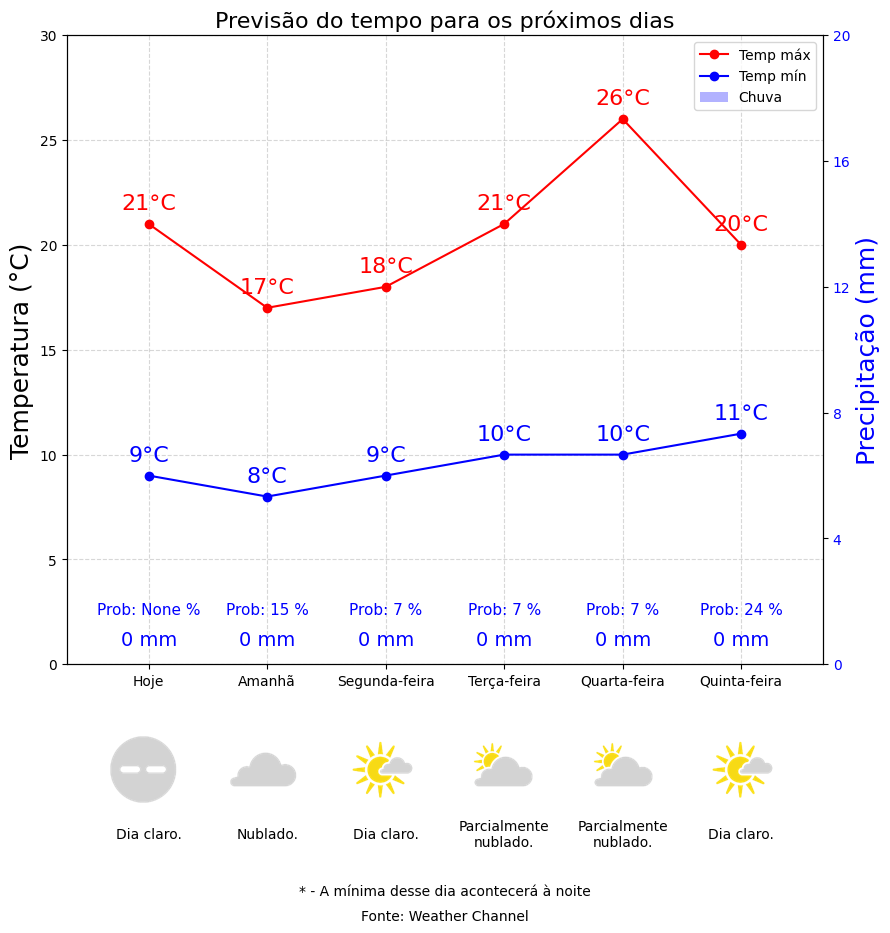 Previsão do tempo para os próximos dias
30
25
20
15
10
5
0
Temperatura (°C)
20
16
12
8
4
0
Precipitação (mm)
Temp máx
Temp mín
Chuva
21°C
17°C
18°C
21°C
26°C
20°C
9°C
8°C
9°C
10°C
10°C
11°C
Prob: None %
Prob: 15 %
Prob: 7 %
Prob: 7 %
Prob: 7 %
Prob: 24 %
0 mm
0 mm
0 mm
0 mm
0 mm
0 mm
Hoje
Amanhã
Segunda-feira
Terça-feira
Quarta-feira
Quinta-feira
Dia claro.
Nublado.
Dia claro.
Parcialmente
nublado.
Parcialmente
nublado.
Dia claro.
* - A mínima desse dia acontecerá à noite
Fonte: Weather Channel